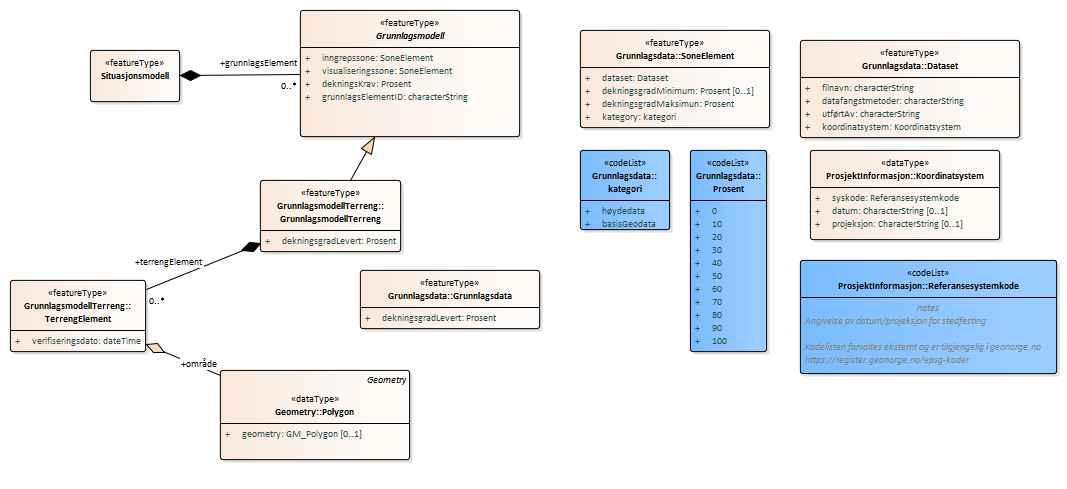 «featureType»
Situasjonsmodell
+grunnlagsElement
0..*
«featureType»
Grunnlagsmodell
+ inngrepssone: SoneElement
+ visualiseringssone: SoneElement
+ dekningsKrav: Prosent
+ grunnlagsElementID: characterString
«featureType»
GrunnlagsmodellTerreng::
GrunnlagsmodellTerreng
+ dekningsgradLevert: Prosent
+terrengElement
0..*
«featureType»
GrunnlagsmodellTerreng::
TerrengElement
+ verifiseringsdato: dateTime
+område
Geometry
«dataType»
Geometry::Polygon
+ geometry: GM_Polygon [0..1]
«featureType»
Grunnlagsdata::Grunnlagsdata
+ dekningsgradLevert: Prosent
«featureType»
Grunnlagsdata::SoneElement
+ dataset: Dataset
+ dekningsgradMinimum: Prosent [0..1]
+ dekningsgradMaksimun: Prosent
+ kategory: kategori
«codeList»
Grunnlagsdata::
kategori
+ høydedata
+ basisGeodata
«codeList»
Grunnlagsdata::
Prosent
+ 0
+ 10
+ 20
+ 30
+ 40
+ 50
+ 60
+ 70
+ 80
+ 90
+ 100
«featureType»
Grunnlagsdata::Dataset
+ filnavn: characterString
+ datafangstmetoder: characterString
+ utførtAv: characterString
+ koordinatsystem: Koordinatsystem
«dataType»
ProsjektInformasjon::Koordinatsystem
+ syskode: Referansesystemkode
+ datum: CharacterString [0..1]
+ projeksjon: CharacterString [0..1]
«codeList»
ProsjektInformasjon::Referansesystemkode
notes
Angivelse av datum/projeksjon for stedfesting
Kodelisten forvaltes eksternt og er tilgjengelig i geonorge.no
https://register.geonorge.no/epsg-koder